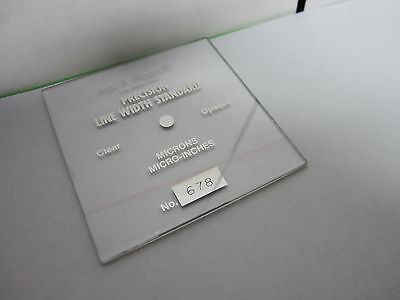 PRECISION
LINE WIDTH STANDARD
Clear Opaque
MICRONS
MICRO-INCHES
No. 678